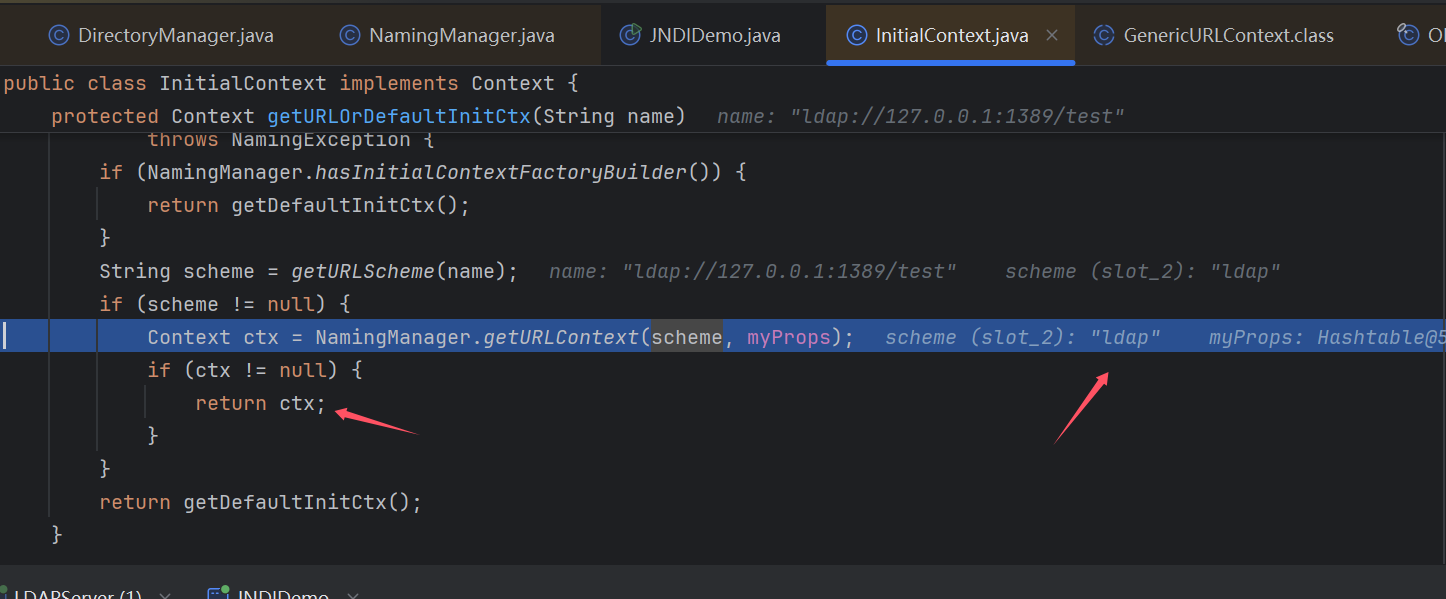 DirectoryManager.java NamingManager.java JNDIDemo.java InitialContext.java GenericURLContext.class
public class InitialContext implements Context {
protected Context getURLOrDefaultInitCtx(String name) name: "ldap://127.0.0.1:1389/test"
throws NamingException {
if (NamingManager.hasInitialContextFactoryBuilder()) {
return getDefaultInitCtx();
}
String scheme = getURLScheme(name); name: "ldap://127.0.0.1:1389/test" scheme (slot_2): "ldap"
if (scheme != null) {
Context ctx = NamingManager.getURLContext(scheme, myProps); scheme (slot_2): "ldap" myProps: Hashtable@5
if (ctx != null) {
return ctx;
}
}
return getDefaultInitCtx();
}
LDAPServer (1) JNDIDemo